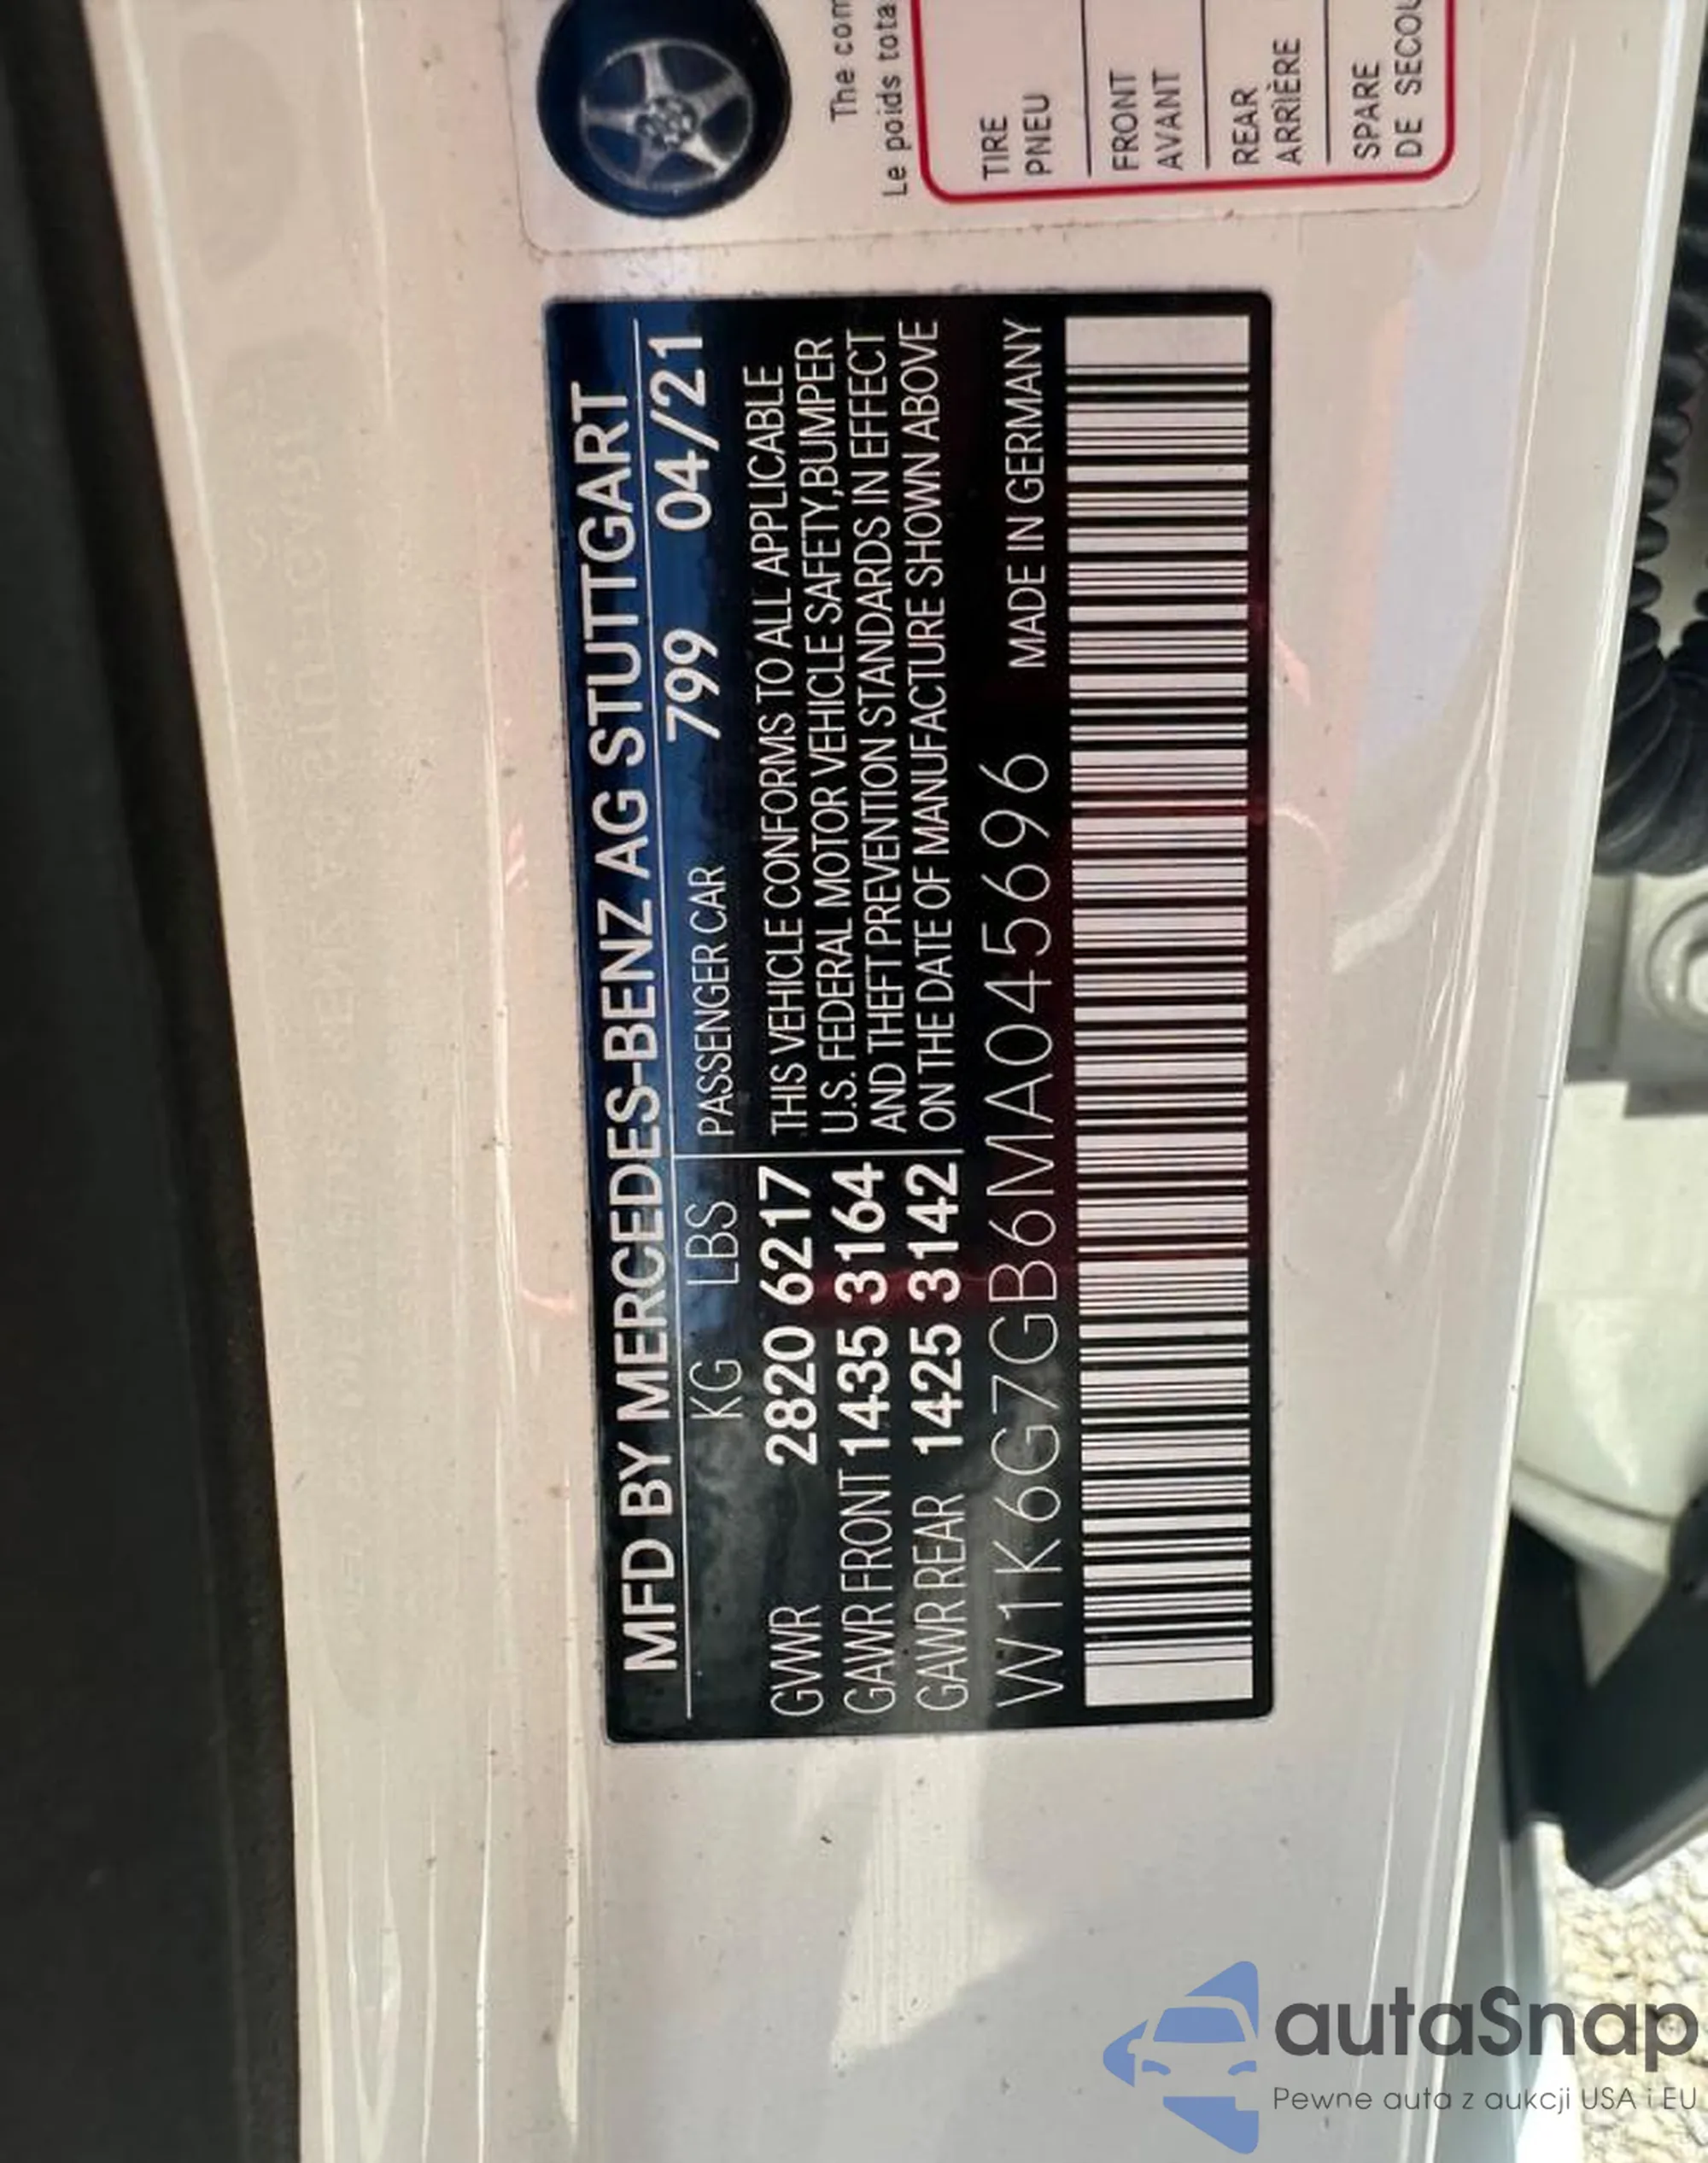 MFD BY MERCEDES-BENZ AG STUTTGART
KG LBS PASSENGER CAR 799 04/21
GVWR 2820 6217
GAWR FRONT 1435 3164
GAWR REAR 1425 3142
THIS VEHICLE CONFORMS TO ALL APPLICABLE
U.S. FEDERAL MOTOR VEHICLE SAFETY,BUMPER
AND THEFT PREVENTION STANDARDS IN EFFECT
ON THE DATE OF MANUFACTURE SHOWN ABOVE
W1K6G7GB6MA045696 MADE IN GERMANY
The
Le poids
TIRE
PNEU
FRONT
AVANT
REAR
ARRIÈRE
SPARE
DE
autaSnap
Pewne auta z aukcji USA i EU